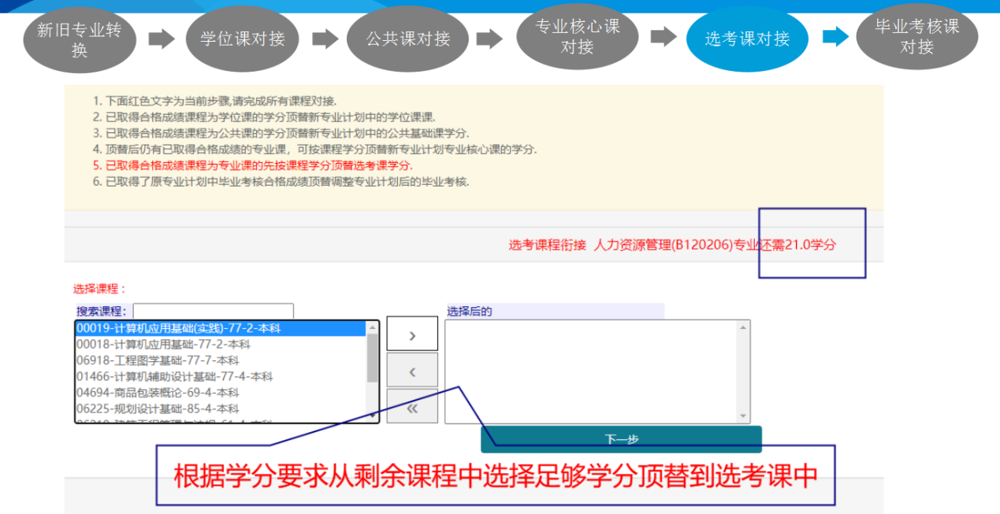 新旧专业转
换
学位课对接
公共课对接
专业核心课
对接
选考课对接
毕业考核课
对接
1. 下面红色文字为当前步骤,请完成所有课程对接.
2. 已取得合格成绩课程为学位课的学分顶替新专业计划中的学位课课.
3. 已取得合格成绩课程为公共课的学分顶替新专业计划中的公共基础课学分.
4. 顶替后仍有已取得合格成绩的专业课，可按课程学分顶替新专业计划专业核心课的学分.
5. 已取得合格成绩课程为专业课的先按课程学分顶替选考课学分.
6. 已取得了原专业计划中毕业考核合格成绩顶替调整专业计划后的毕业考核.
选考课程衔接 人力资源管理(B120206)专业还需21.0学分
选择课程：
搜索课程：
选择后的
00019-计算机应用基础(实践)-77-2-本科
00018-计算机应用基础-77-2-本科
06918-工程图学基础-77-7-本科
01466-计算机辅助设计基础-77-4-本科
04694-商品包装概论-69-4-本科
06225-规划设计基础-85-4-本科
›
‹
«
下一步
根据学分要求从剩余课程中选择足够学分顶替到选考课中